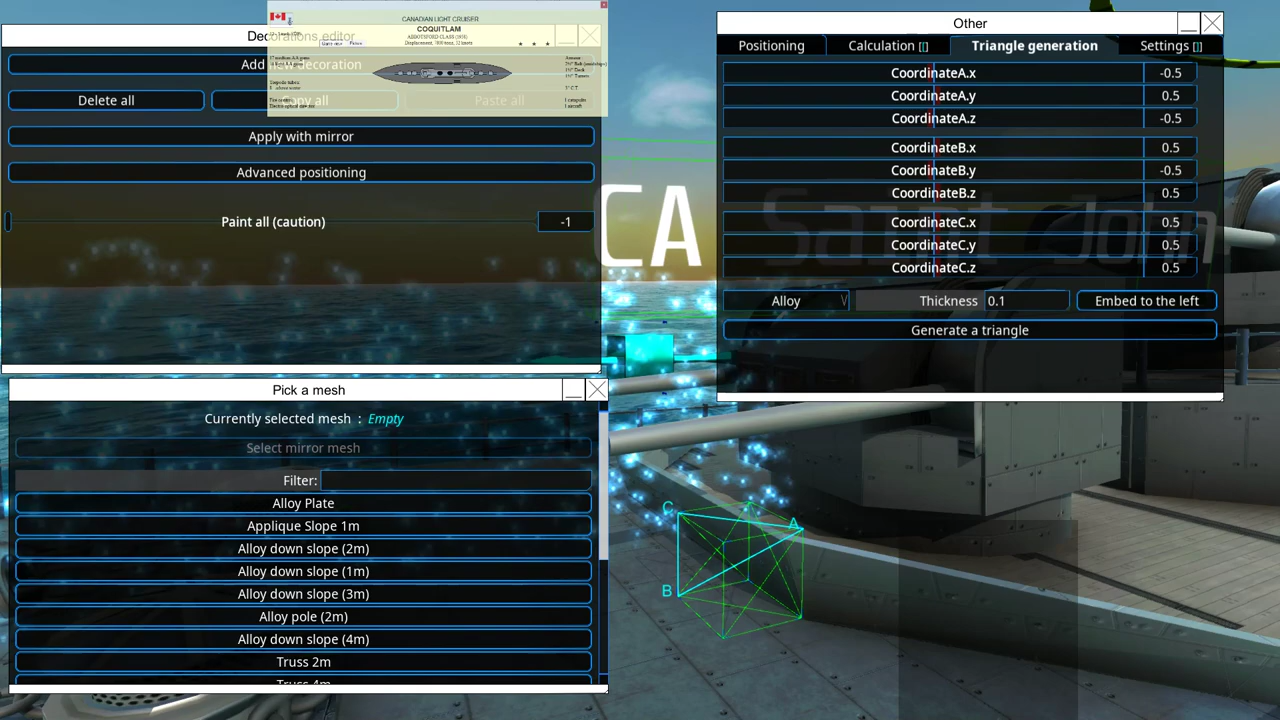 CANADIAN LIGHT CRUISER
COQUITLAM
Decorations editor
Add new decoration
Delete all
Copy all
Paste all
Apply with mirror
Advanced positioning
Paint all (caution)
-1
Pick a mesh
Currently selected mesh : Empty
Select mirror mesh
Filter:
Alloy Plate
Applique Slope 1m
Alloy down slope (2m)
Alloy down slope (1m)
Alloy down slope (3m)
Alloy pole (2m)
Alloy down slope (4m)
Truss 2m
Truss 4m
CA
Other
Positioning
Calculation []
Triangle generation
Settings []
CoordinateA.x -0.5
CoordinateA.y 0.5
CoordinateA.z -0.5
CoordinateB.x 0.5
CoordinateB.y -0.5
CoordinateB.z 0.5
CoordinateC.x 0.5
CoordinateC.y 0.5
CoordinateC.z 0.5
Saint John
Alloy V
Thickness 0.1
Embed to the left
Generate a triangle
C
A
B